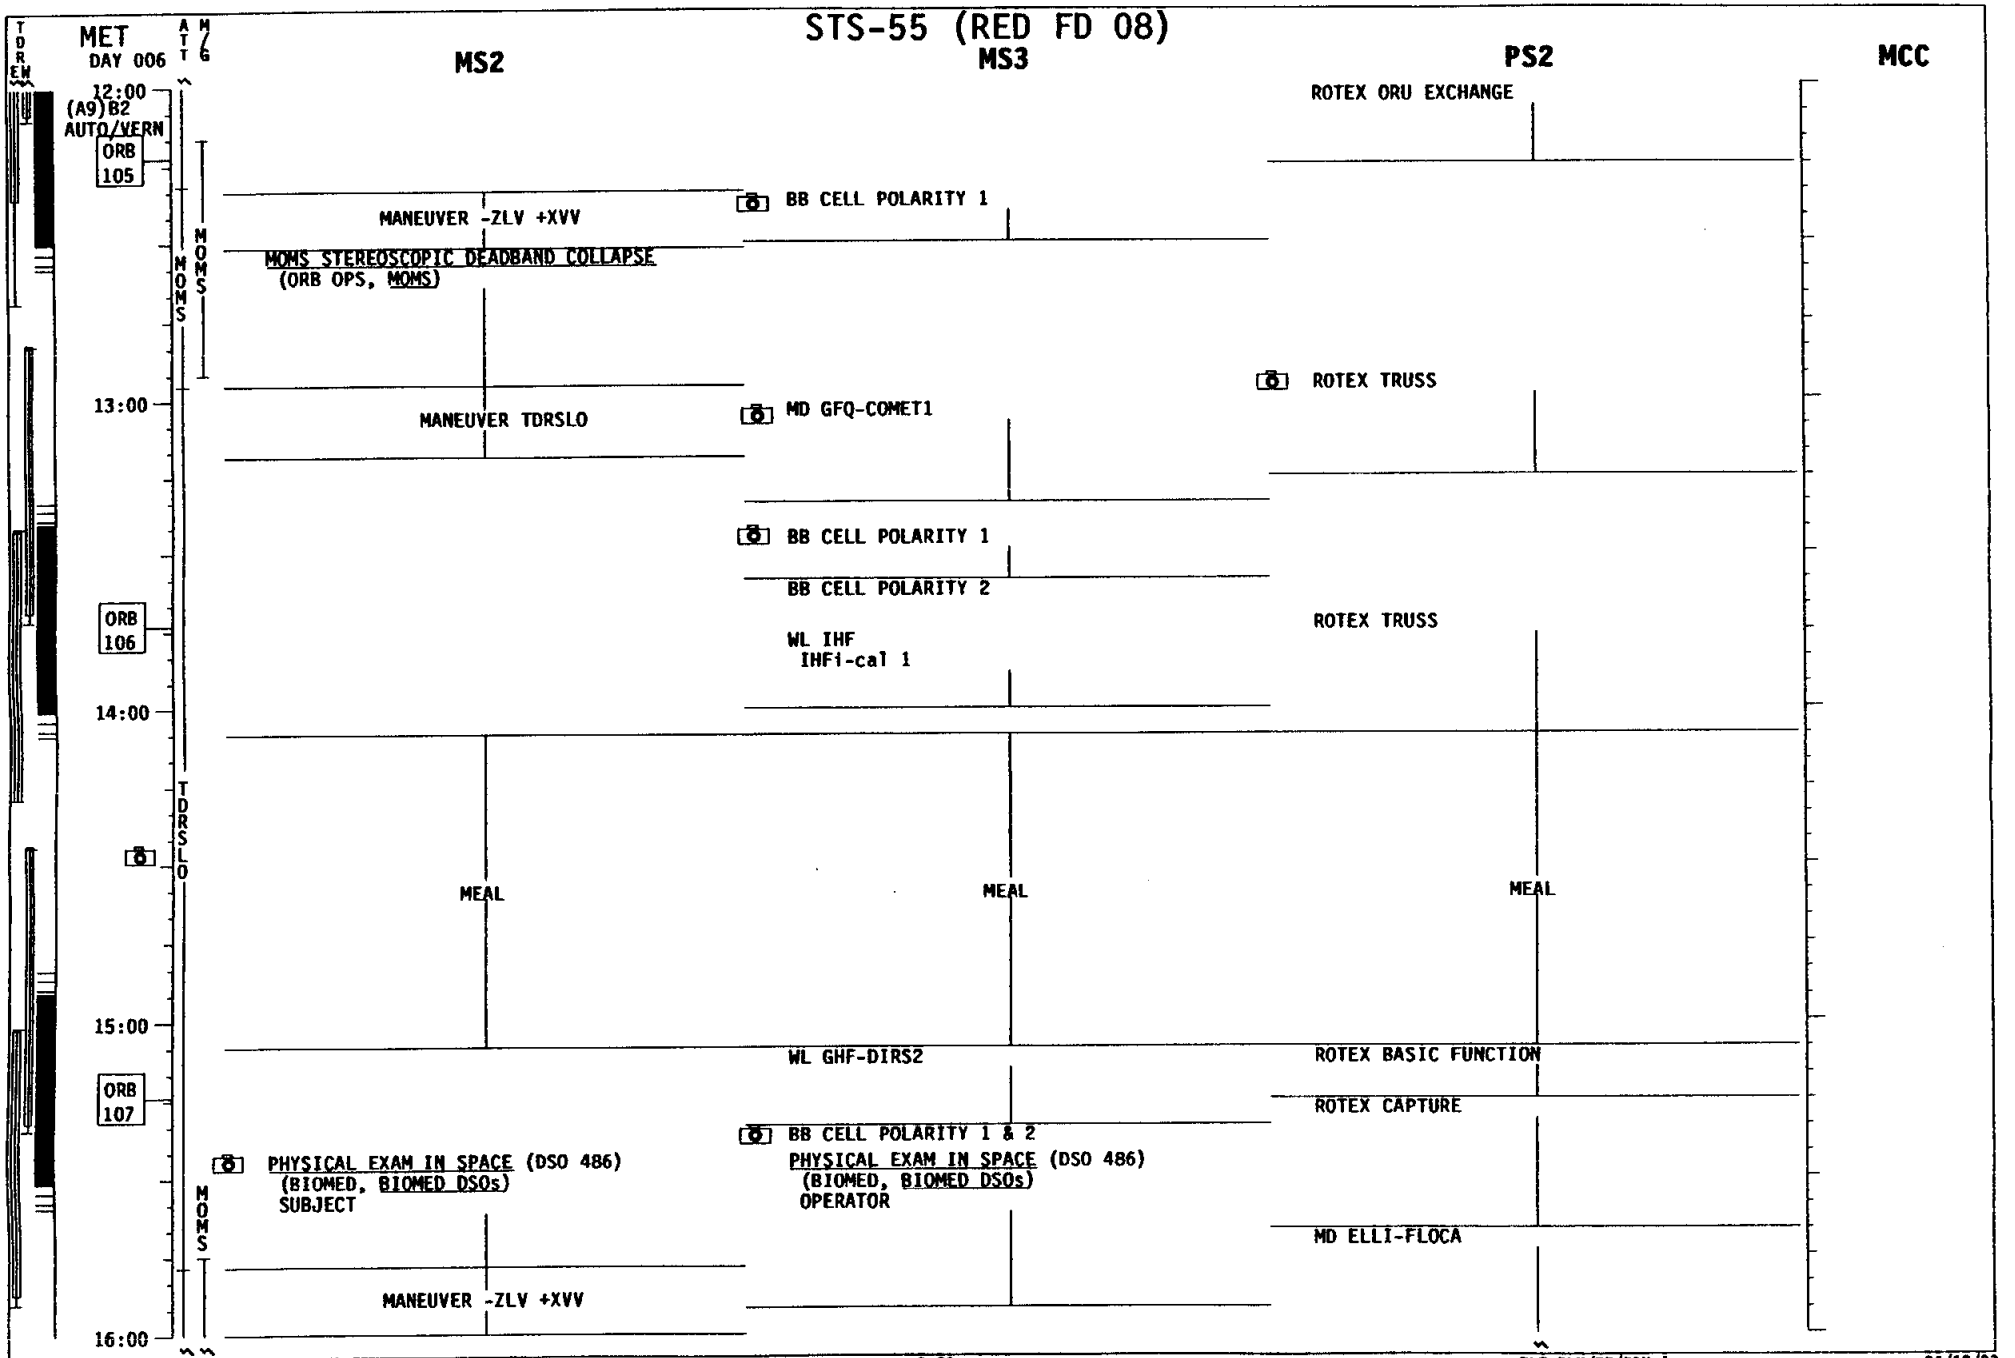 STS-55 (RED FD 08)
TDRE W
MET
DAY 006
ATT
M/G
MS2
MS3
PS2
MCC
12:00
(A9)B2
AUTO/VERN
ORB
105
ROTEX ORU EXCHANGE
BB CELL POLARITY 1
MANEUVER -ZLV +XVV
MOMS
MOMS
MOMS STEREOSCOPIC DEADBAND COLLAPSE
(ORB OPS, MOMS)
ROTEX TRUSS
13:00
MANEUVER TDRSLO
MD GFQ-COMET1
BB CELL POLARITY 1
BB CELL POLARITY 2
ORB
106
WL IHF
IHFi-cal 1
ROTEX TRUSS
14:00
TDRSLO
MEAL
MEAL
MEAL
15:00
WL GHF-DIRS2
ROTEX BASIC FUNCTION
ORB
107
ROTEX CAPTURE
BB CELL POLARITY 1 & 2
PHYSICAL EXAM IN SPACE (DSO 486)
(BIOMED, BIOMED DSOs)
SUBJECT
PHYSICAL EXAM IN SPACE (DSO 486)
(BIOMED, BIOMED DSOs)
OPERATOR
MOMS
MD ELLI-FLOCA
MANEUVER -ZLV +XVV
16:00